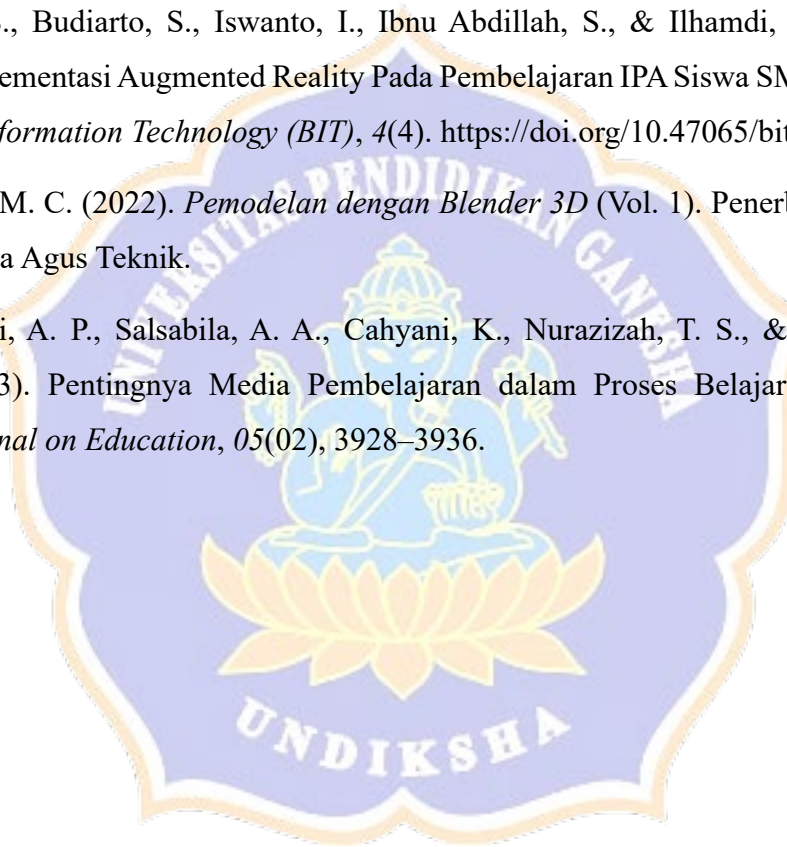 ., Budiarto, S., Iswanto, I., Ibnu Abdillah, S., & Ilhamdi,
ementasi Augmented Reality Pada Pembelajaran IPA Siswa SM
formation Technology (BIT), 4(4). https://doi.org/10.47065/bit
M. C. (2022). Pemodelan dengan Blender 3D (Vol. 1). Penerb
a Agus Teknik.
i, A. P., Salsabila, A. A., Cahyani, K., Nurazizah, T. S., &
3). Pentingnya Media Pembelajaran dalam Proses Belajar
nal on Education, 05(02), 3928–3936.
UNIVERSITAS PENDIDIKAN GANESHA
UNDIKSHA